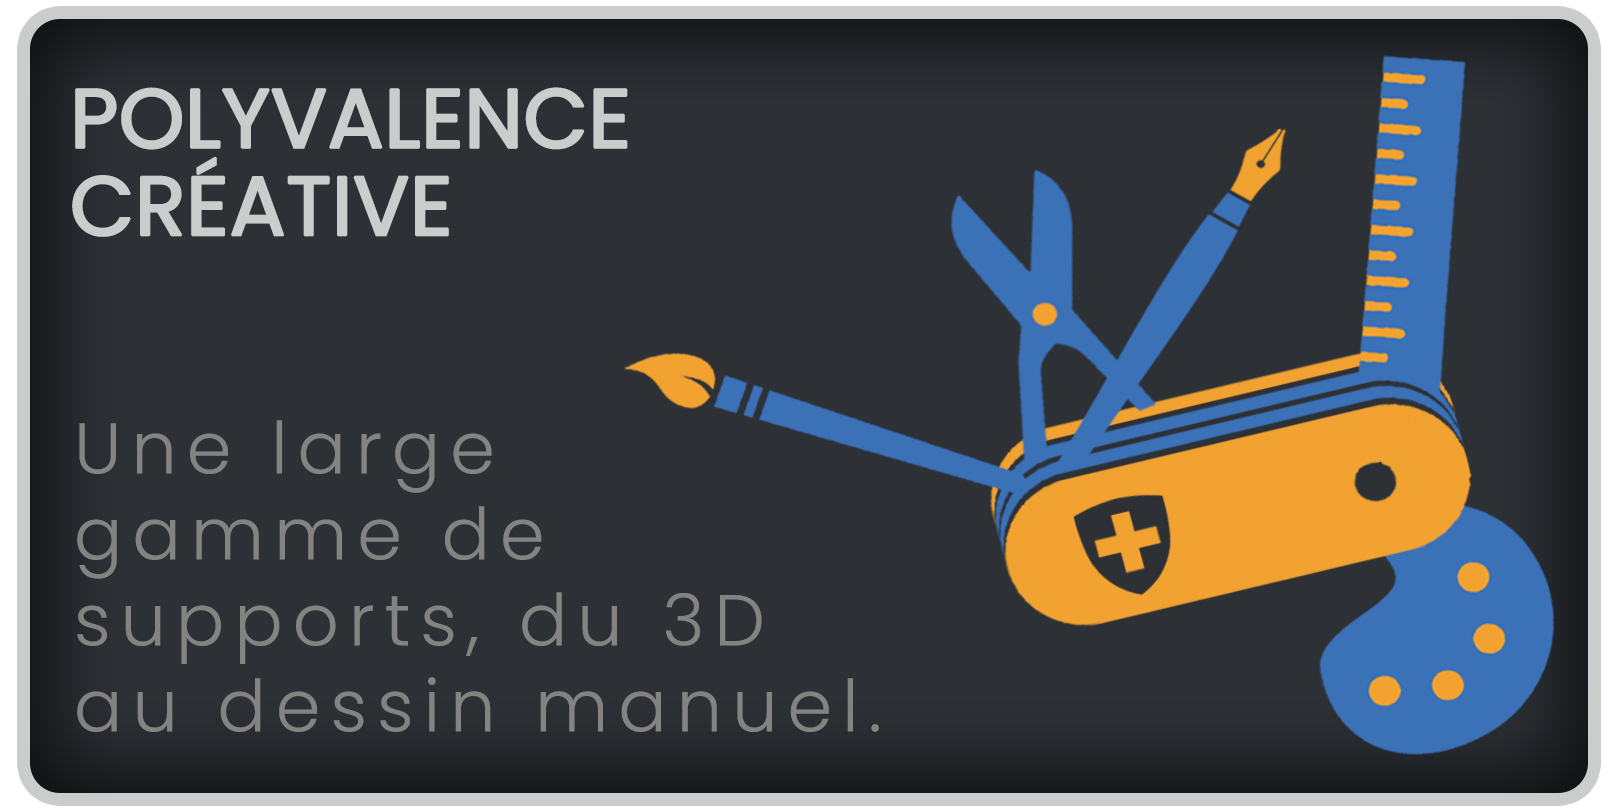 POLYVALENCE
CRÉATIVE
Une large
gamme de
supports, du 3D
au dessin manuel.